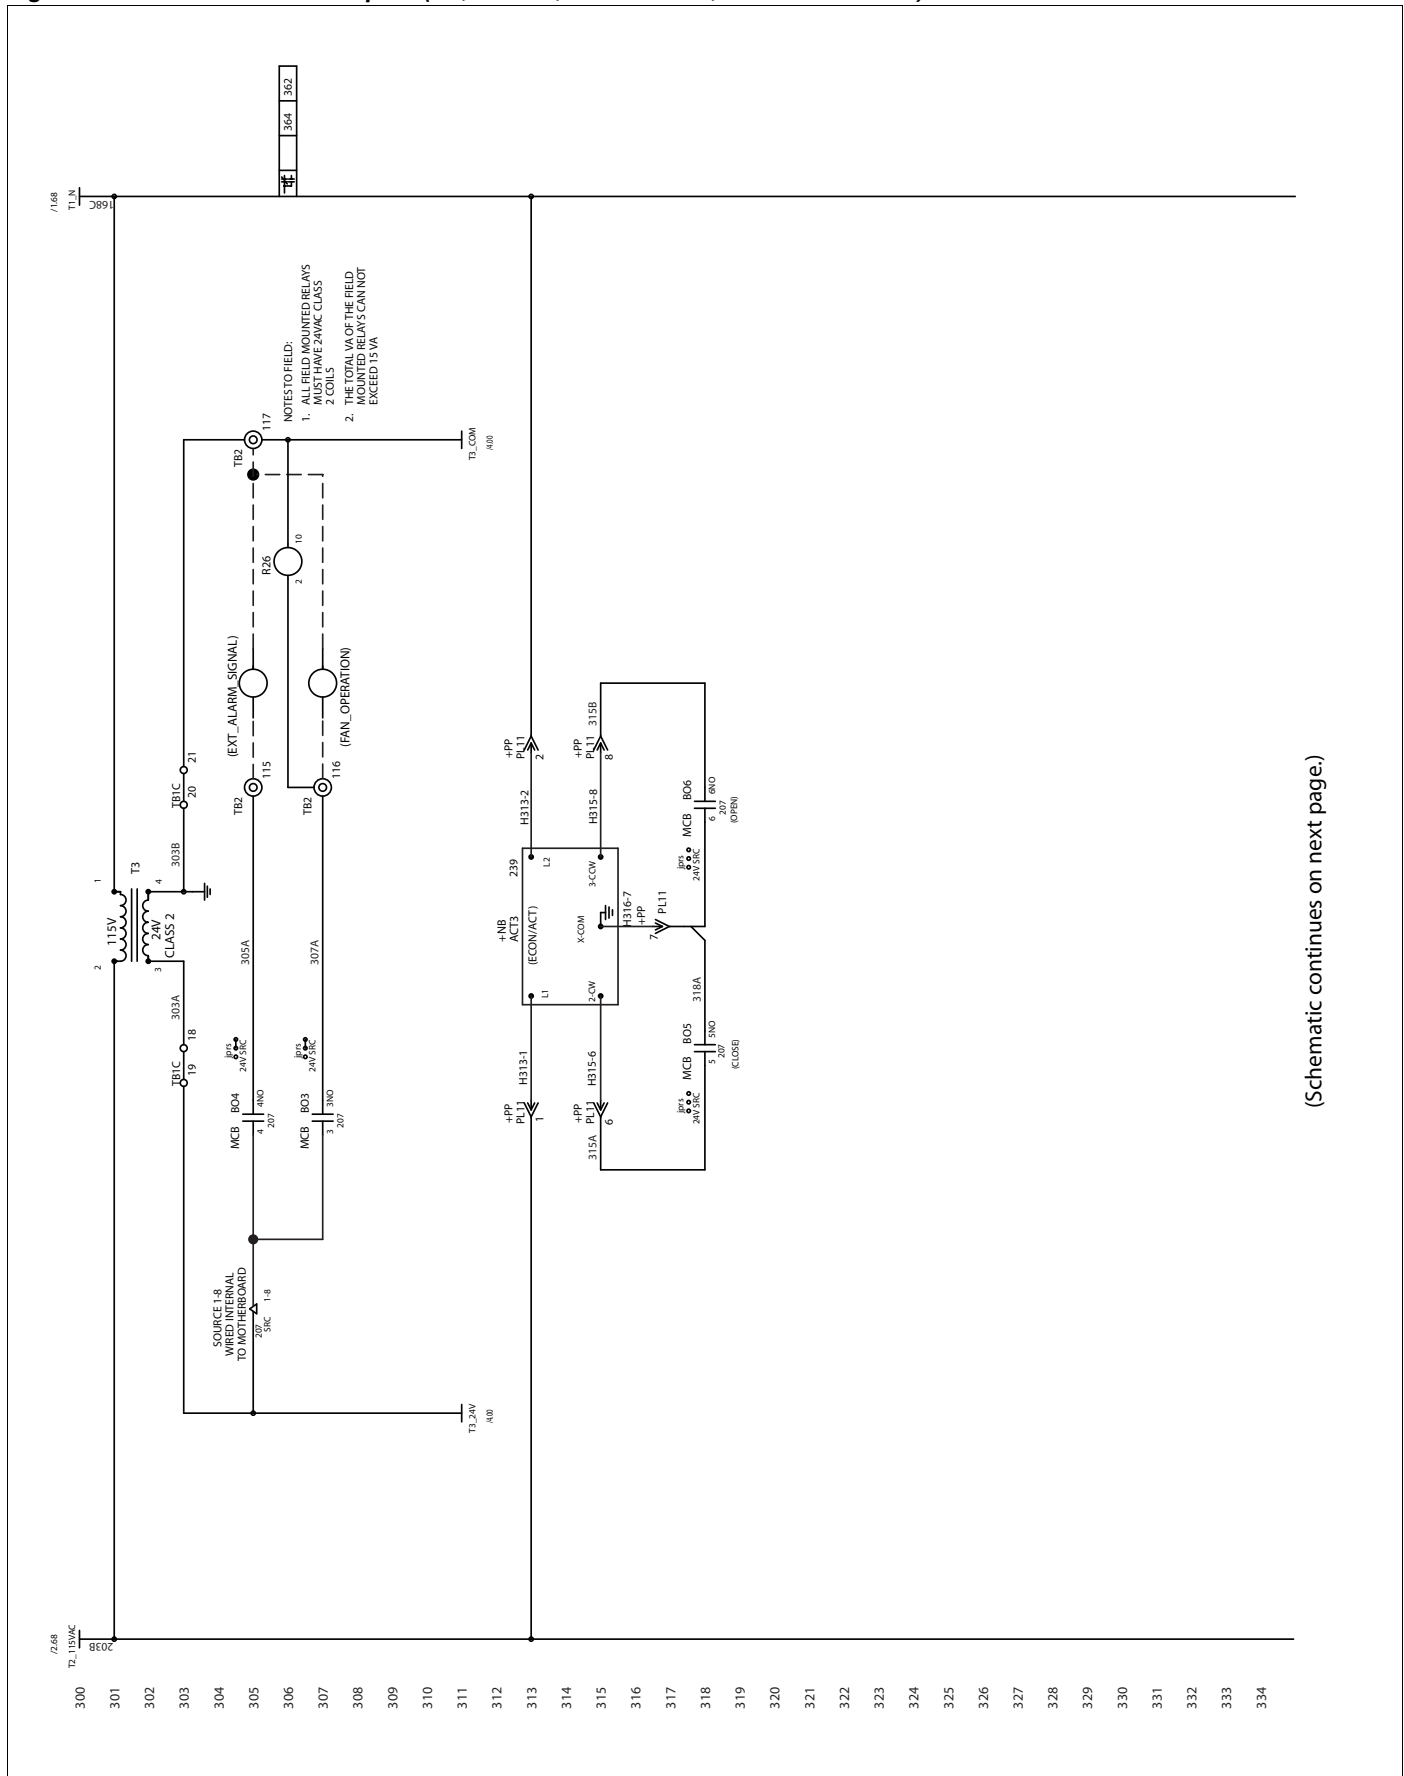 /1.68
T1_N
168C
364
362
NOTES TO FIELD:
1. ALL FIELD MOUNTED RELAYS
MUST HAVE 24VAC CLASS
2 COILS
2. THE TOTAL VA OF THE FIELD
MOUNTED RELAYS CAN NOT
EXCEED 15 VA
TB2
117
T3_COM
/4.00
R26
2
10
(EXT_ALARM_SIGNAL)
(FAN_OPERATION)
TB2
115
TB2
116
TB1C
20
21
303B
T3
1
4
115V
24V
CLASS 2
2
3
303A
TB1C
19
18
305A
307A
jprs
24V SRC
jprs
24V SRC
MCB BO4
4
4NO
207
MCB BO3
3
3NO
207
SOURCE 1-8
WIRED INTERNAL
TO MOTHERBOARD
207
SRC
1-8
T3_24V
/4.00
+PP
PL11
2
H313-2
+PP
PL11
8
315B
H315-8
239
L2
3-CCW
+NB
ACT3
(ECON/ACT)
X-COM
L1
2-CW
H316-7
+PP
7
PL11
jprs
24V SRC
MCB BO6
6
6NO
207
(OPEN)
318A
H313-1
+PP
PL11
1
H315-6
+PP
PL11
6
315A
jprs
24V SRC
MCB BO5
5
5NO
207
(CLOSE)
/2.68
T2_115VAC
203B
300
301
302
303
304
305
306
307
308
309
310
311
312
313
314
315
316
317
318
319
320
321
322
323
324
325
326
327
328
329
330
331
332
333
334
(Schematic continues on next page.)